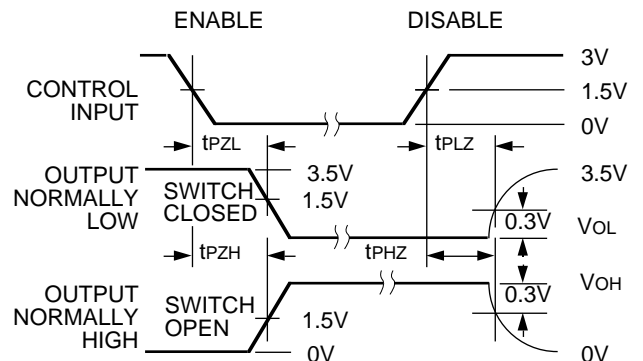 ENABLE DISABLE
3V
CONTROL INPUT
1.5V
0V
tPZL tPLZ
OUTPUT NORMALLY LOW
SWITCH CLOSED
3.5V 3.5V
1.5V
0.3V VOL
tPZH tPHZ
VOH
0.3V
OUTPUT NORMALLY HIGH
SWITCH OPEN
1.5V
0V 0V